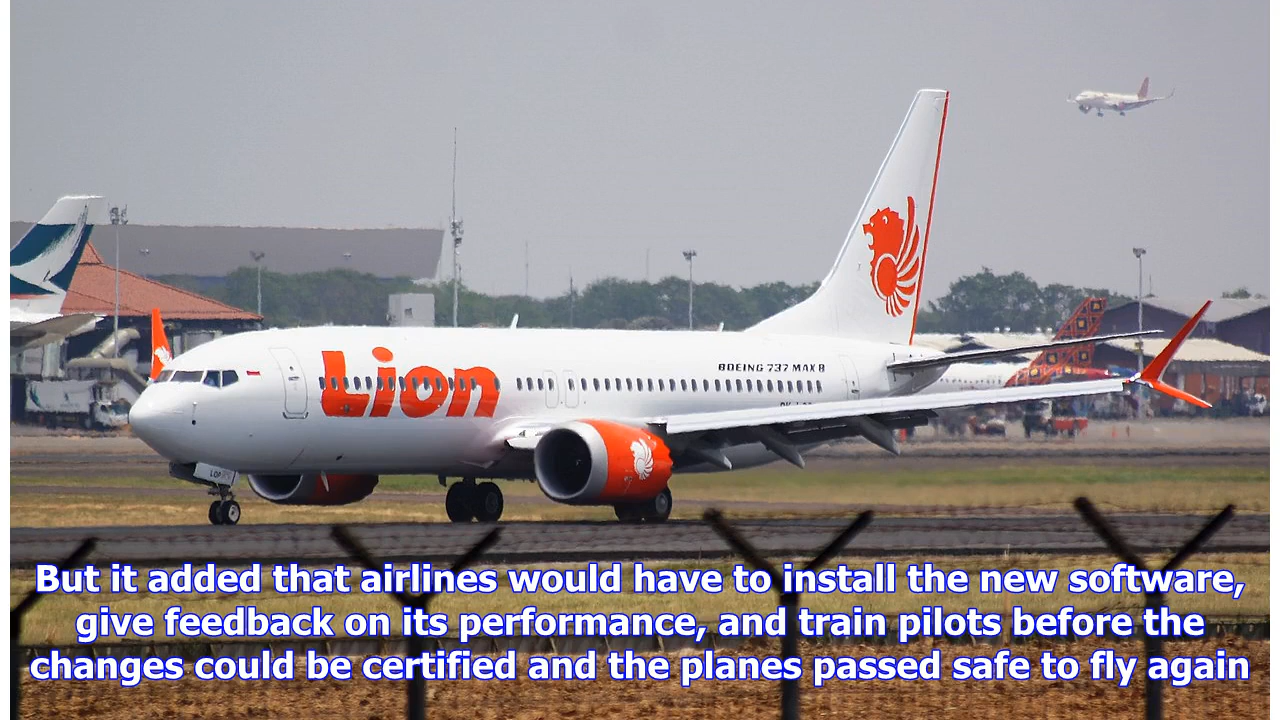 Lion
BOEING 737 MAX 8
LOP
But it added that airlines would have to install the new software,
give feedback on its performance, and train pilots before the
changes could be certified and the planes passed safe to fly again